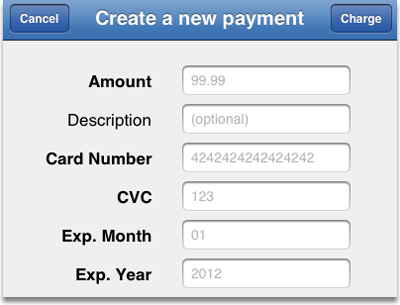 Cancel Create a new payment Charge
Amount 99.99
Description (optional)
Card Number 4242424242424242
CVC 123
Exp. Month 01
Exp. Year 2012